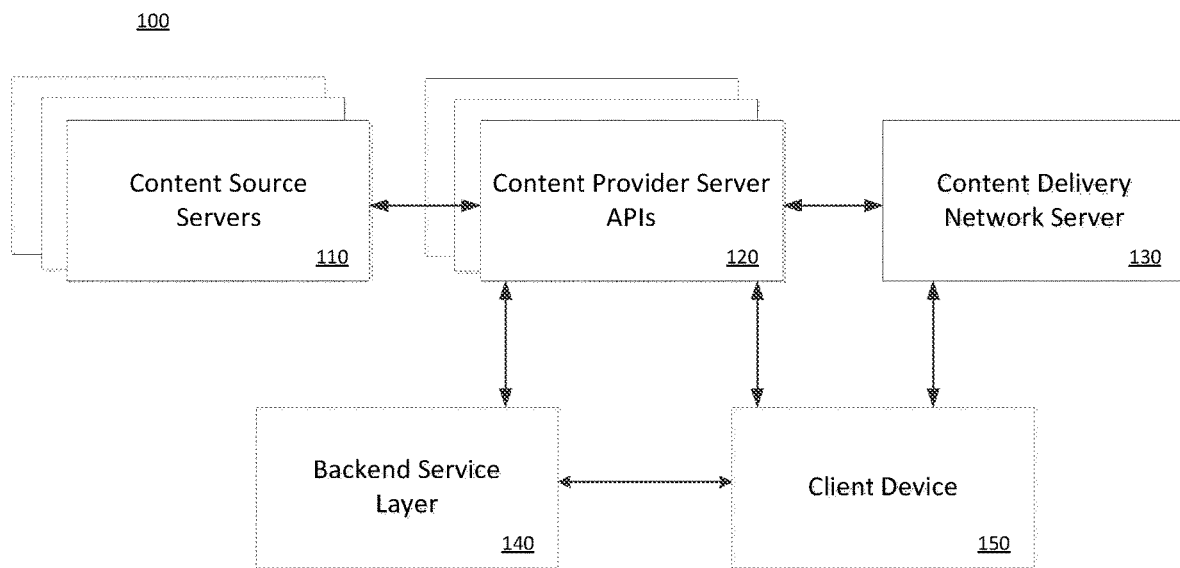 100
Content Source
Servers
110
Content Provider Server
APIs
120
Content Delivery
Network Server
130
Backend Service
Layer
140
Client Device
150